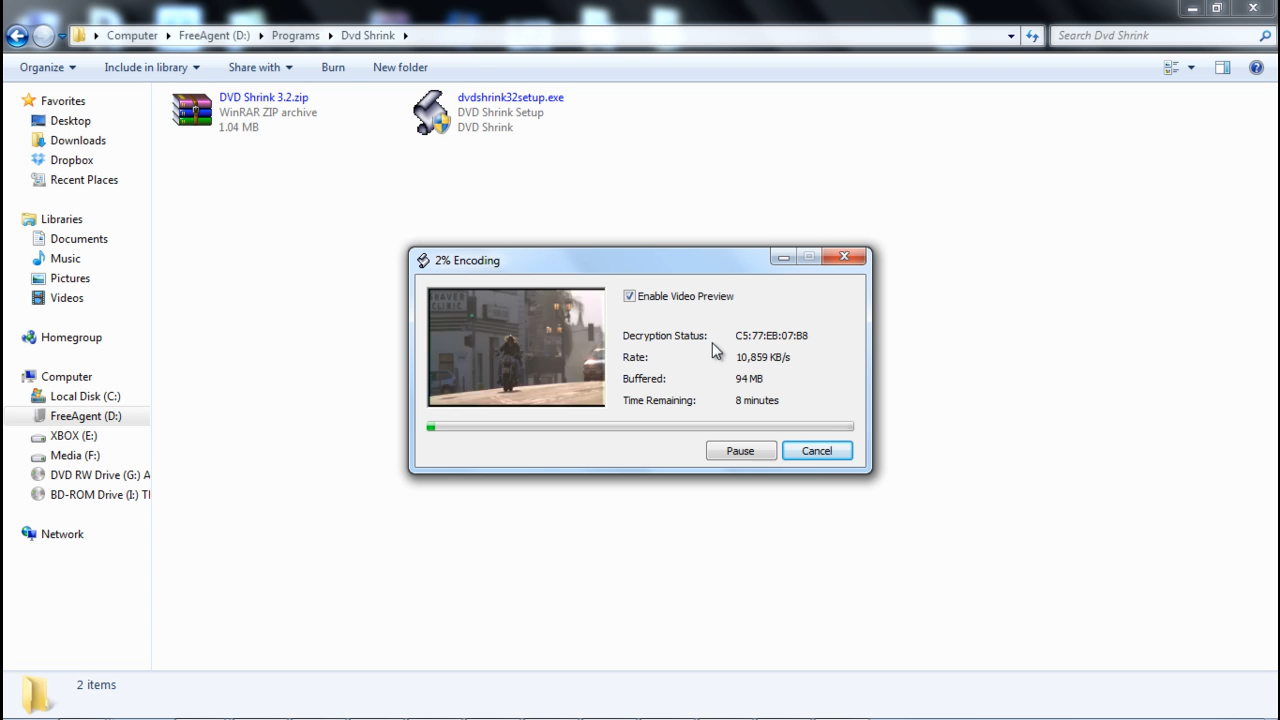 Computer FreeAgent (D:) Programs Dvd Shrink
Search Dvd Shrink
Organize Include in library Share with Burn New folder
Favorites
Desktop
Downloads
Dropbox
Recent Places
Libraries
Documents
Music
Pictures
Videos
Homegroup
Computer
Local Disk (C:)
FreeAgent (D:)
XBOX (E:)
Media (F:)
DVD RW Drive (G:) A
BD-ROM Drive (I:) Tl
Network
DVD Shrink 3.2.zip
WinRAR ZIP archive
1.04 MB
dvdshrink32setup.exe
DVD Shrink Setup
DVD Shrink
2% Encoding
CLINIC
Enable Video Preview
Decryption Status: C5:77:EB:07:B8
Rate: 10,859 KB/s
Buffered: 94 MB
Time Remaining: 8 minutes
Pause Cancel
2 items